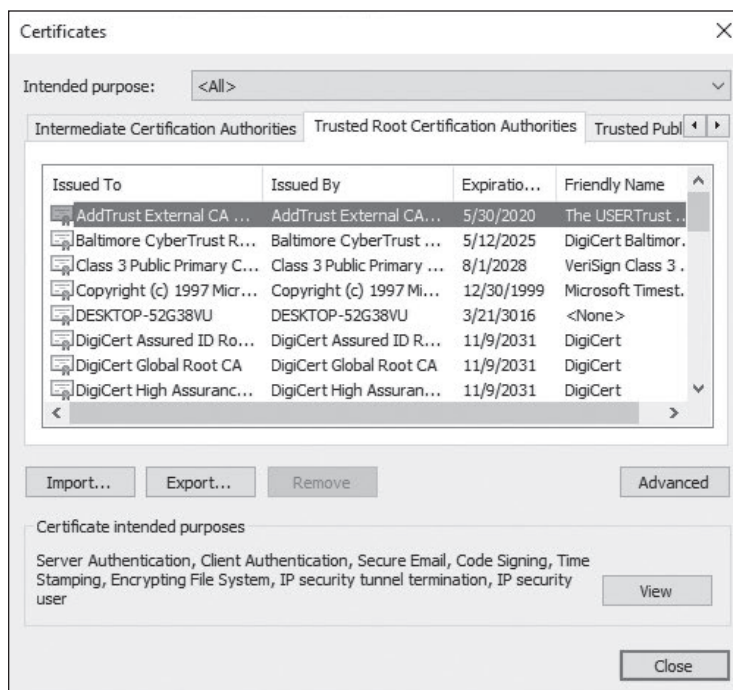 Certificates
Intended purpose: <All>
Intermediate Certification Authorities Trusted Root Certification Authorities Trusted Publ
Issued To Issued By Expiratio... Friendly Name
AddTrust External CA ... AddTrust External CA... 5/30/2020 The USERTrust ..
Baltimore CyberTrust R... Baltimore CyberTrust ... 5/12/2025 DigiCert Baltimor.
Class 3 Public Primary C... Class 3 Public Primary ... 8/1/2028 VeriSign Class 3 .
Copyright (c) 1997 Micr... Copyright (c) 1997 Mi... 12/30/1999 Microsoft Timest.
DESKTOP-52G38VU DESKTOP-52G38VU 3/21/3016 <None>
DigiCert Assured ID Ro... DigiCert Assured ID R... 11/9/2031 DigiCert
DigiCert Global Root CA DigiCert Global Root CA 11/9/2031 DigiCert
DigiCert High Assuranc... DigiCert High Assuran... 11/9/2031 DigiCert
Import... Export... Remove Advanced
Certificate intended purposes
Server Authentication, Client Authentication, Secure Email, Code Signing, Time
Stamping, Encrypting File System, IP security tunnel termination, IP security
user
View
Close